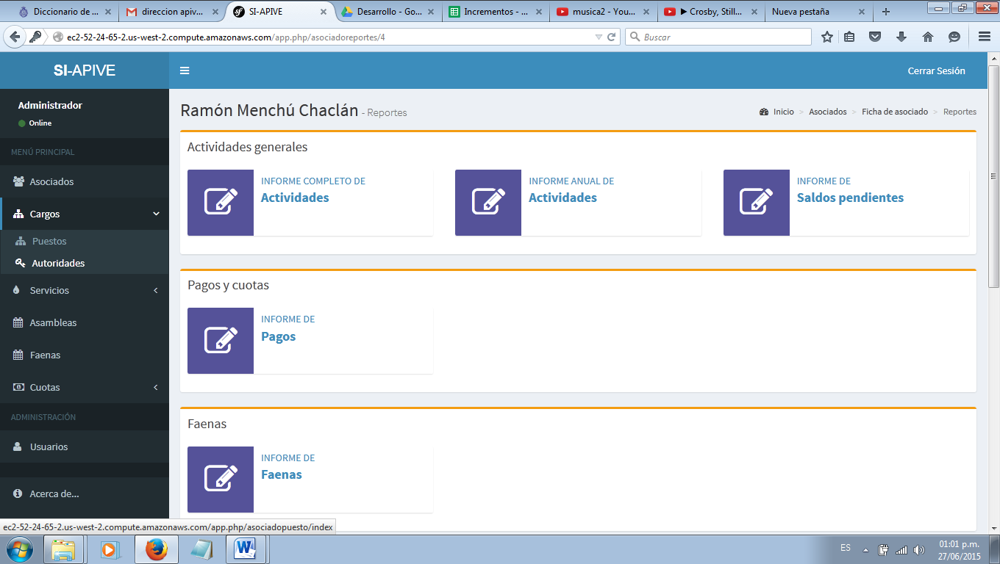 Diccionario de ...
direccion apiv...
SI-APIVE
Desarrollo - Go...
Incrementos - ...
musica2 - You...
▶ Crosby, Still...
Nueva pestaña
ec2-52-24-65-2.us-west-2.compute.amazonaws.com/app.php/asociadoreportes/4
Buscar
SI-APIVE
Cerrar Sesión
Administrador
Online
MENÚ PRINCIPAL
Asociados
Cargos
Puestos
Autoridades
Servicios
Asambleas
Faenas
Cuotas
ADMINISTRACIÓN
Usuarios
Acerca de...
Ramón Menchú Chaclán - Reportes
Inicio > Asociados > Ficha de asociado > Reportes
Actividades generales
INFORME COMPLETO DE
Actividades
INFORME ANUAL DE
Actividades
INFORME DE
Saldos pendientes
Pagos y cuotas
INFORME DE
Pagos
Faenas
INFORME DE
Faenas
ec2-52-24-65-2.us-west-2.compute.amazonaws.com/app.php/asociadopuesto/index
ES
01:01 p.m.
27/06/2015